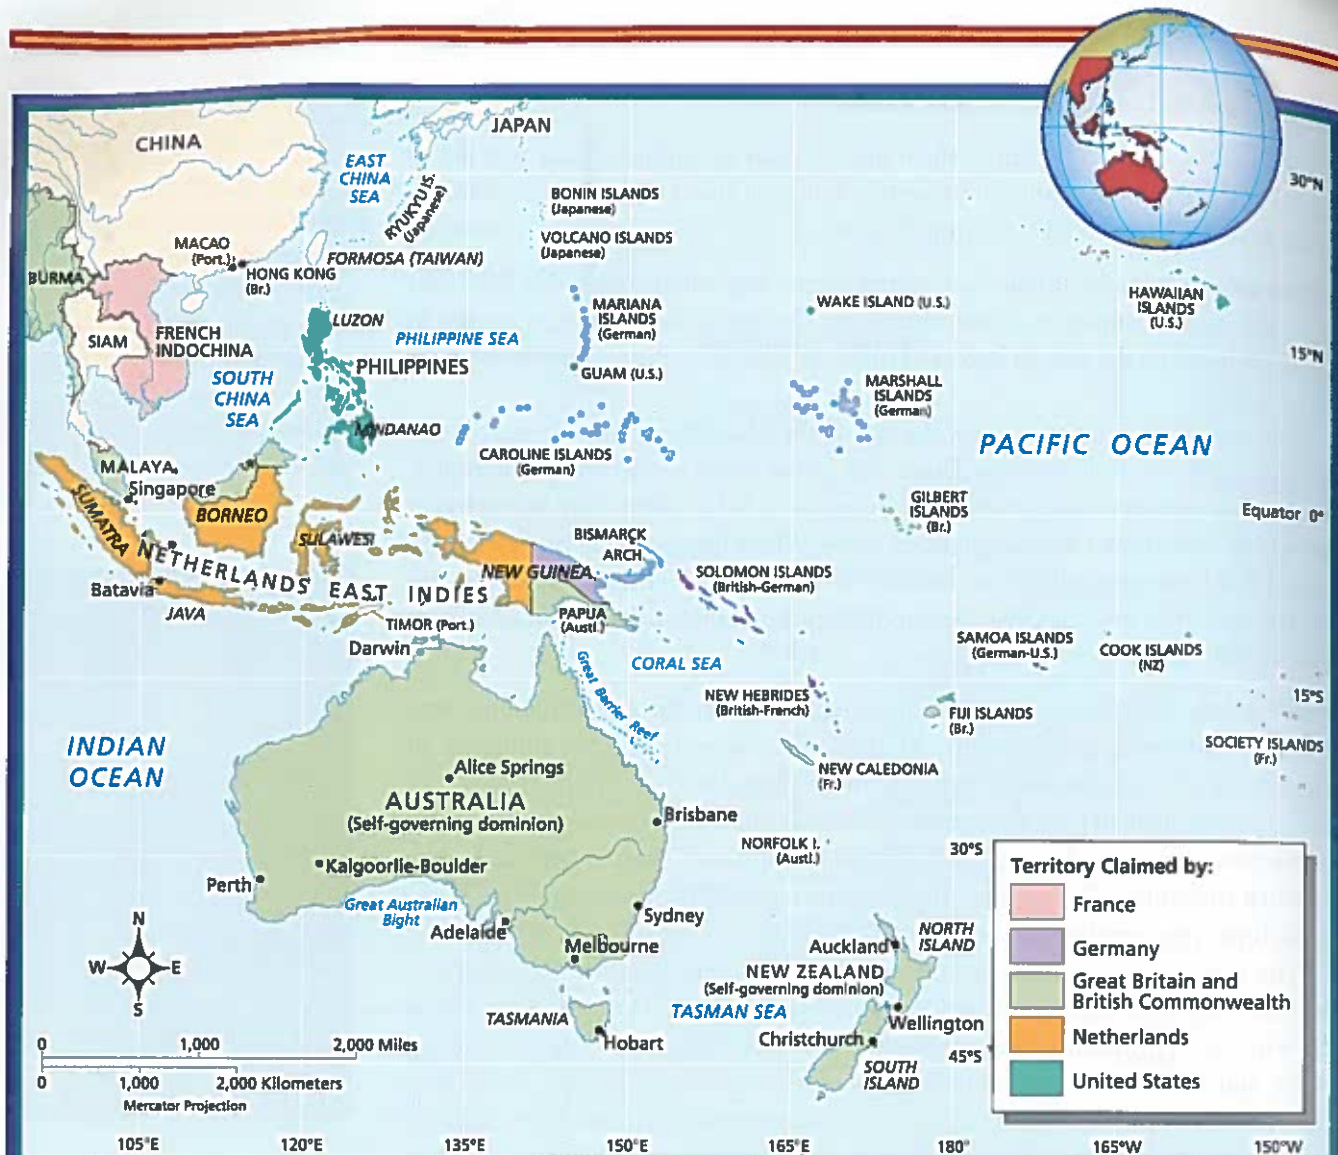 CHINA
JAPAN
EAST
CHINA
SEA
RYUKYU IS.
(Japanese)
BONIN ISLANDS
(Japanese)
VOLCANO ISLANDS
(Japanese)
30°N
MACAO
(Port.)
HONG KONG
(Br.)
FORMOSA (TAIWAN)
BURMA
SIAM
FRENCH
INDOCHINA
LUZON
PHILIPPINE SEA
MARIANA
ISLANDS
(German)
WAKE ISLAND (U.S.)
HAWAIIAN
ISLANDS
(U.S.)
15°N
PHILIPPINES
GUAM (U.S.)
SOUTH
CHINA
SEA
MINDANAO
MARSHALL
ISLANDS
(German)
CAROLINE ISLANDS
(German)
PACIFIC OCEAN
MALAYA
Singapore
SUMATRA
BORNEO
SULAWESI
GILBERT
ISLANDS
(Br.)
Equator 0°
NETHERLANDS EAST INDIES
BISMARCK
ARCH.
NEW GUINEA
SOLOMON ISLANDS
(British-German)
Batavia
JAVA
PAPUA
(Austl.)
TIMOR (Port.)
Darwin
CORAL SEA
Great Barrier Reef
SAMOA ISLANDS
(German-U.S.)
COOK ISLANDS
(NZ)
NEW HEBRIDES
(British-French)
15°S
FIJI ISLANDS
(Br.)
SOCIETY ISLANDS
(Fr.)
INDIAN
OCEAN
NEW CALEDONIA
(Fr.)
Alice Springs
AUSTRALIA
(Self-governing dominion)
Brisbane
NORFOLK I.
(Austl.)
30°S
Kalgoorlie-Boulder
Perth
Great Australian
Bight
Adelaide
Sydney
Melbourne
Auckland
NORTH
ISLAND
NEW ZEALAND
(Self-governing dominion)
TASMAN SEA
TASMANIA
Hobart
Wellington
Christchurch
SOUTH
ISLAND
45°S
N
W
E
S
0 1,000 2,000 Miles
0 1,000 2,000 Kilometers
Mercator Projection
Territory Claimed by:
France
Germany
Great Britain and
British Commonwealth
Netherlands
United States
105°E 120°E 135°E 150°E 165°E 180° 165°W 150°W